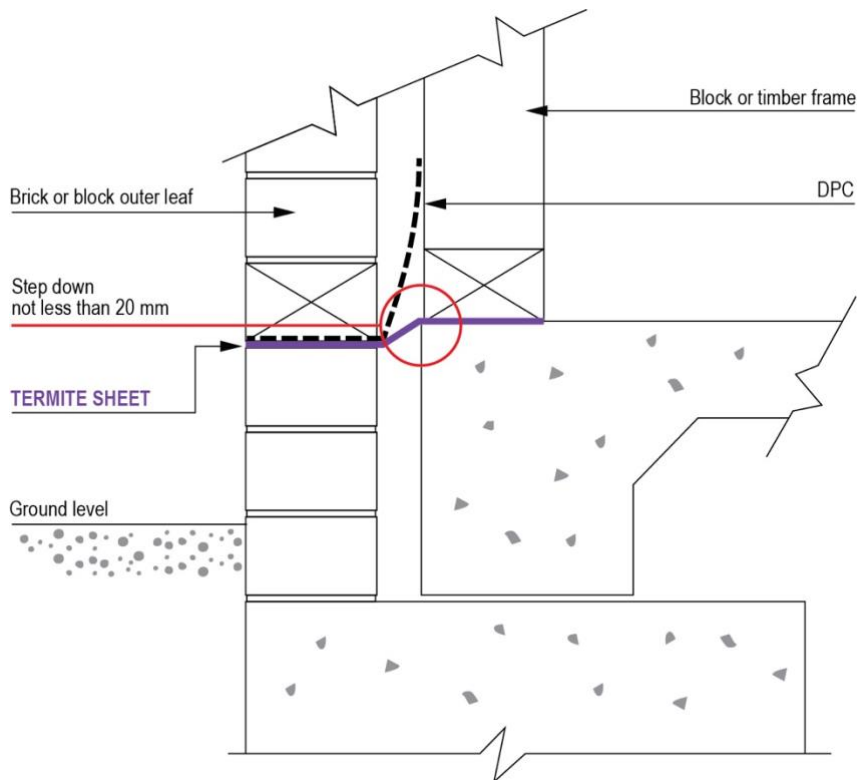 Block or timber frame
Brick or block outer leaf
DPC
Step down
not less than 20 mm
TERMITE SHEET
Ground level